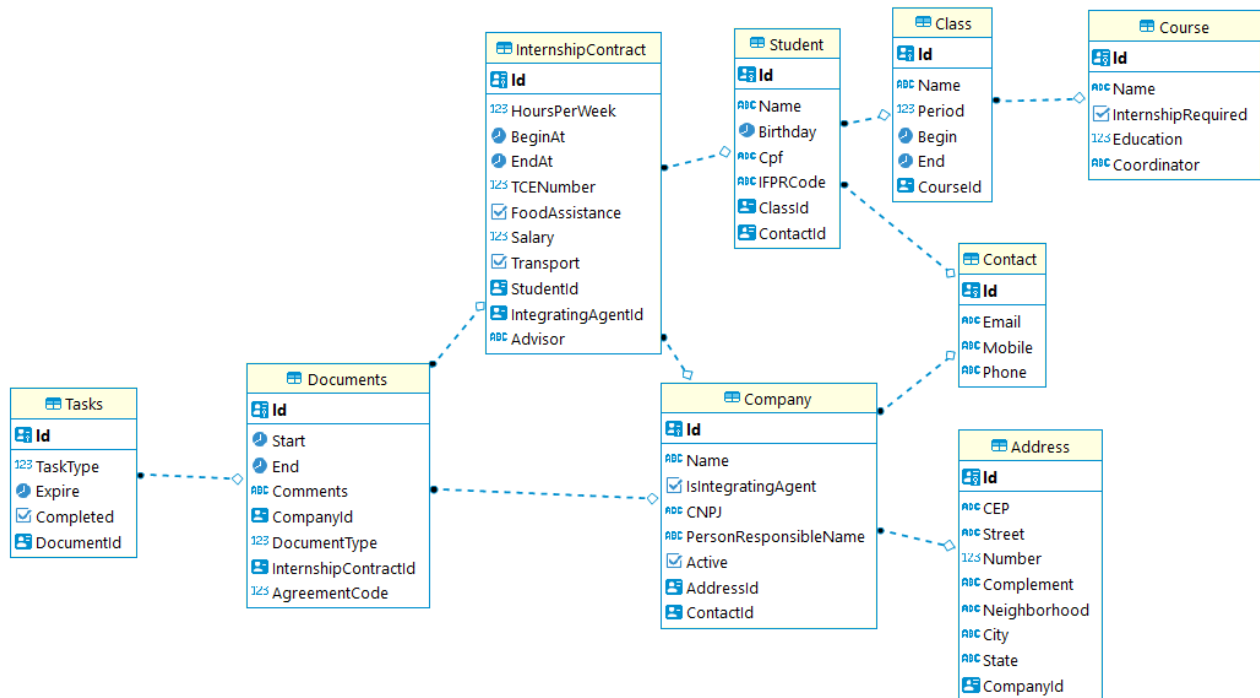 InternshipContract
Id
HoursPerWeek
BeginAt
EndAt
TCENumber
FoodAssistance
Salary
Transport
StudentId
IntegratingAgentId
Advisor
Student
Id
Name
Birthday
Cpf
IFPRCode
ClassId
ContactId
Class
Id
Name
Period
Begin
End
CourseId
Course
Id
Name
InternshipRequired
Education
Coordinator
Contact
Id
Email
Mobile
Phone
Tasks
Id
TaskType
Expire
Completed
DocumentId
Documents
Id
Start
End
Comments
CompanyId
DocumentType
InternshipContractId
AgreementCode
Company
Id
Name
IsIntegratingAgent
CNPJ
PersonResponsibleName
Active
AddressId
ContactId
Address
Id
CEP
Street
Number
Complement
Neighborhood
City
State
CompanyId